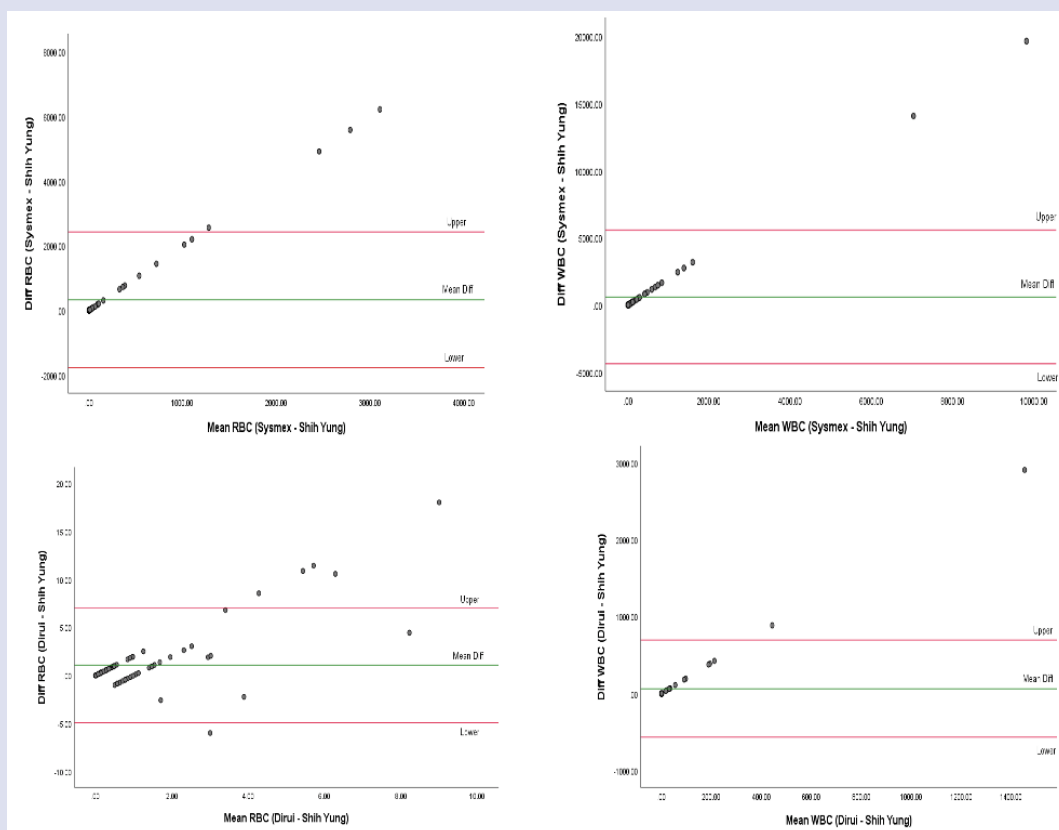 8000.00
6000.00
4000.00
2000.00
.00
-2000.00
Diff RBC (Sysmex - Shih Yung)
Upper
Mean Diff
Lower
.00 1000.00 2000.00 3000.00 4000.00
Mean RBC (Sysmex - Shih Yung)
20000.00
15000.00
10000.00
5000.00
.00
-5000.00
Diff WBC (Sysmex - Shih Yung)
Upper
Mean Diff
Lower
.00 2000.00 4000.00 6000.00 8000.00 10000.00
Mean WBC (Sysmex - Shih Yung)
20.00
15.00
10.00
5.00
.00
-5.00
-10.00
Diff RBC (Dirui - Shih Yung)
Upper
Mean Diff
Lower
.00 2.00 4.00 6.00 8.00 10.00
Mean RBC (Dirui - Shih Yung)
3000.00
2000.00
1000.00
.00
-1000.00
Diff WBC (Dirui - Shih Yung)
Upper
Mean Diff
Lower
.00 200.00 400.00 600.00 800.00 1000.00 1200.00 1400.00
Mean WBC (Dirui - Shih Yung)